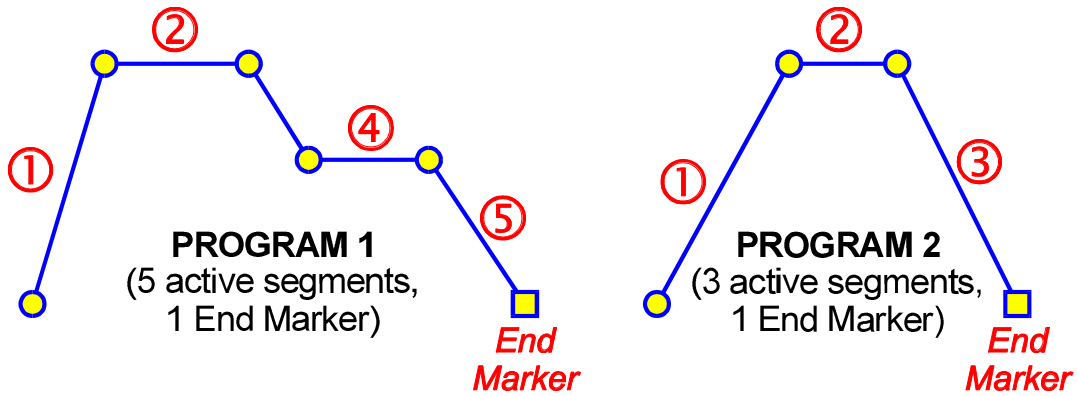 ②
②
①
④
①
③
⑤
PROGRAM 1
(5 active segments,
1 End Marker)
End
Marker
PROGRAM 2
(3 active segments,
1 End Marker)
End
Marker